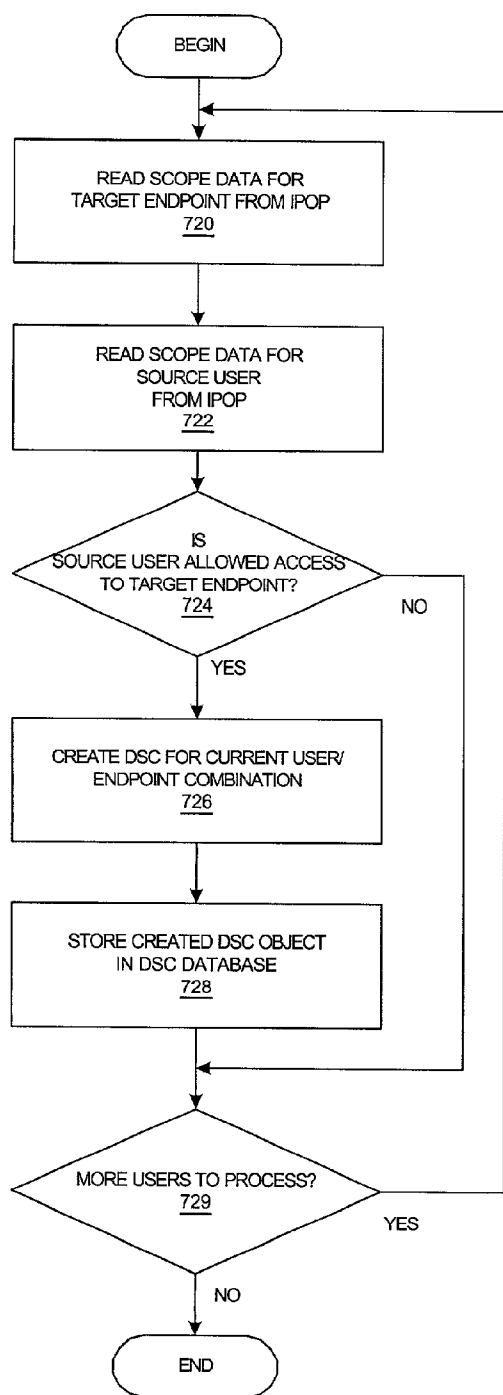 BEGIN
READ SCOPE DATA FOR
TARGET ENDPOINT FROM IPOP
720
READ SCOPE DATA FOR
SOURCE USER
FROM IPOP
722
IS
SOURCE USER ALLOWED ACCESS
TO TARGET ENDPOINT?
724
NO
YES
CREATE DSC FOR CURRENT USER/
ENDPOINT COMBINATION
726
STORE CREATED DSC OBJECT
IN DSC DATABASE
728
MORE USERS TO PROCESS?
729
YES
NO
END